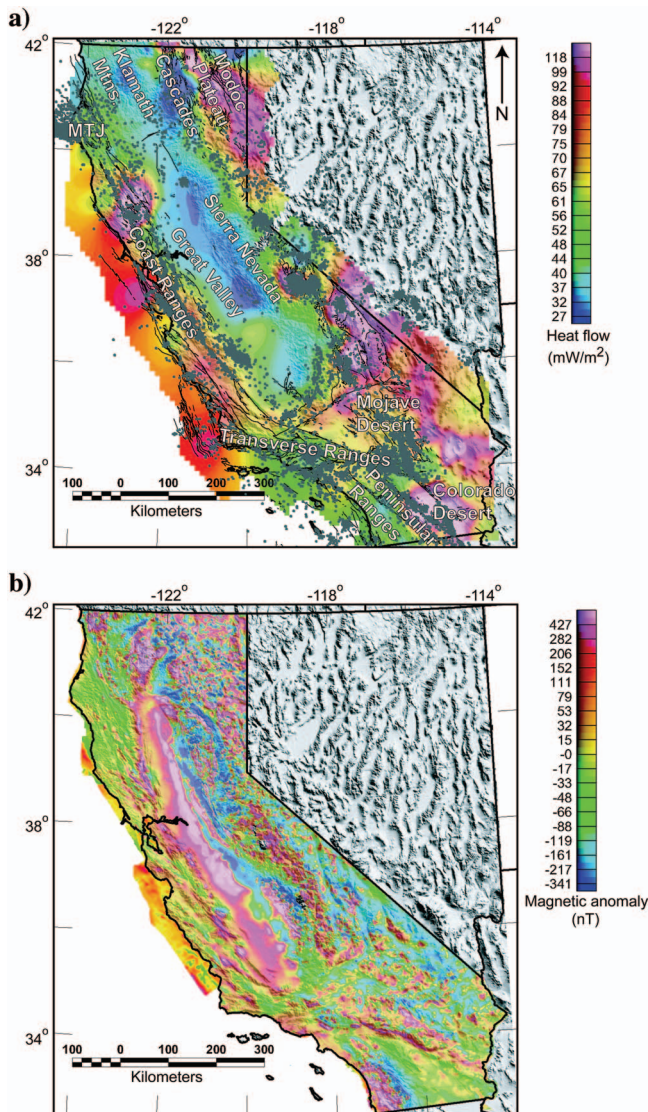 a)
-122° -118° -114°
42°
Klamath
Mtns
Cascades
Modoc
Plateau
N
MTJ
38°
Sierra Nevada
Great Valley
Coast Ranges
Mojave
Desert
Transverse Ranges
34°
Peninsular
Ranges
Colorado
Desert
100 0 100 200 300
Kilometers
118
99
92
88
84
79
75
70
67
65
61
56
52
48
44
40
37
32
27
Heat flow
(mW/m²)
b)
-122° -118° -114°
42°
38°
34°
100 0 100 200 300
Kilometers
427
282
206
152
111
79
53
32
15
-0
-17
-33
-48
-66
-88
-119
-161
-217
-341
Magnetic anomaly
(nT)